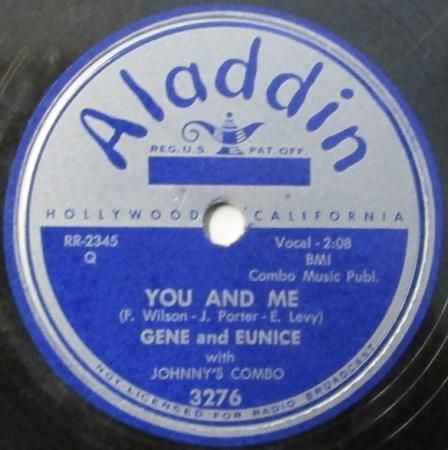 Aladdin
REG. U.S. PAT. OFF.
HOLLYWOOD CALIFORNIA
RR-2345 Vocal - 2:08
Q BMI
Combo Music Publ.
YOU AND ME
(F. Wilson - J. Porter - E. Levy)
GENE and EUNICE
with
JOHNNY'S COMBO
3276
NOT LICENSED FOR RADIO BROADCAST